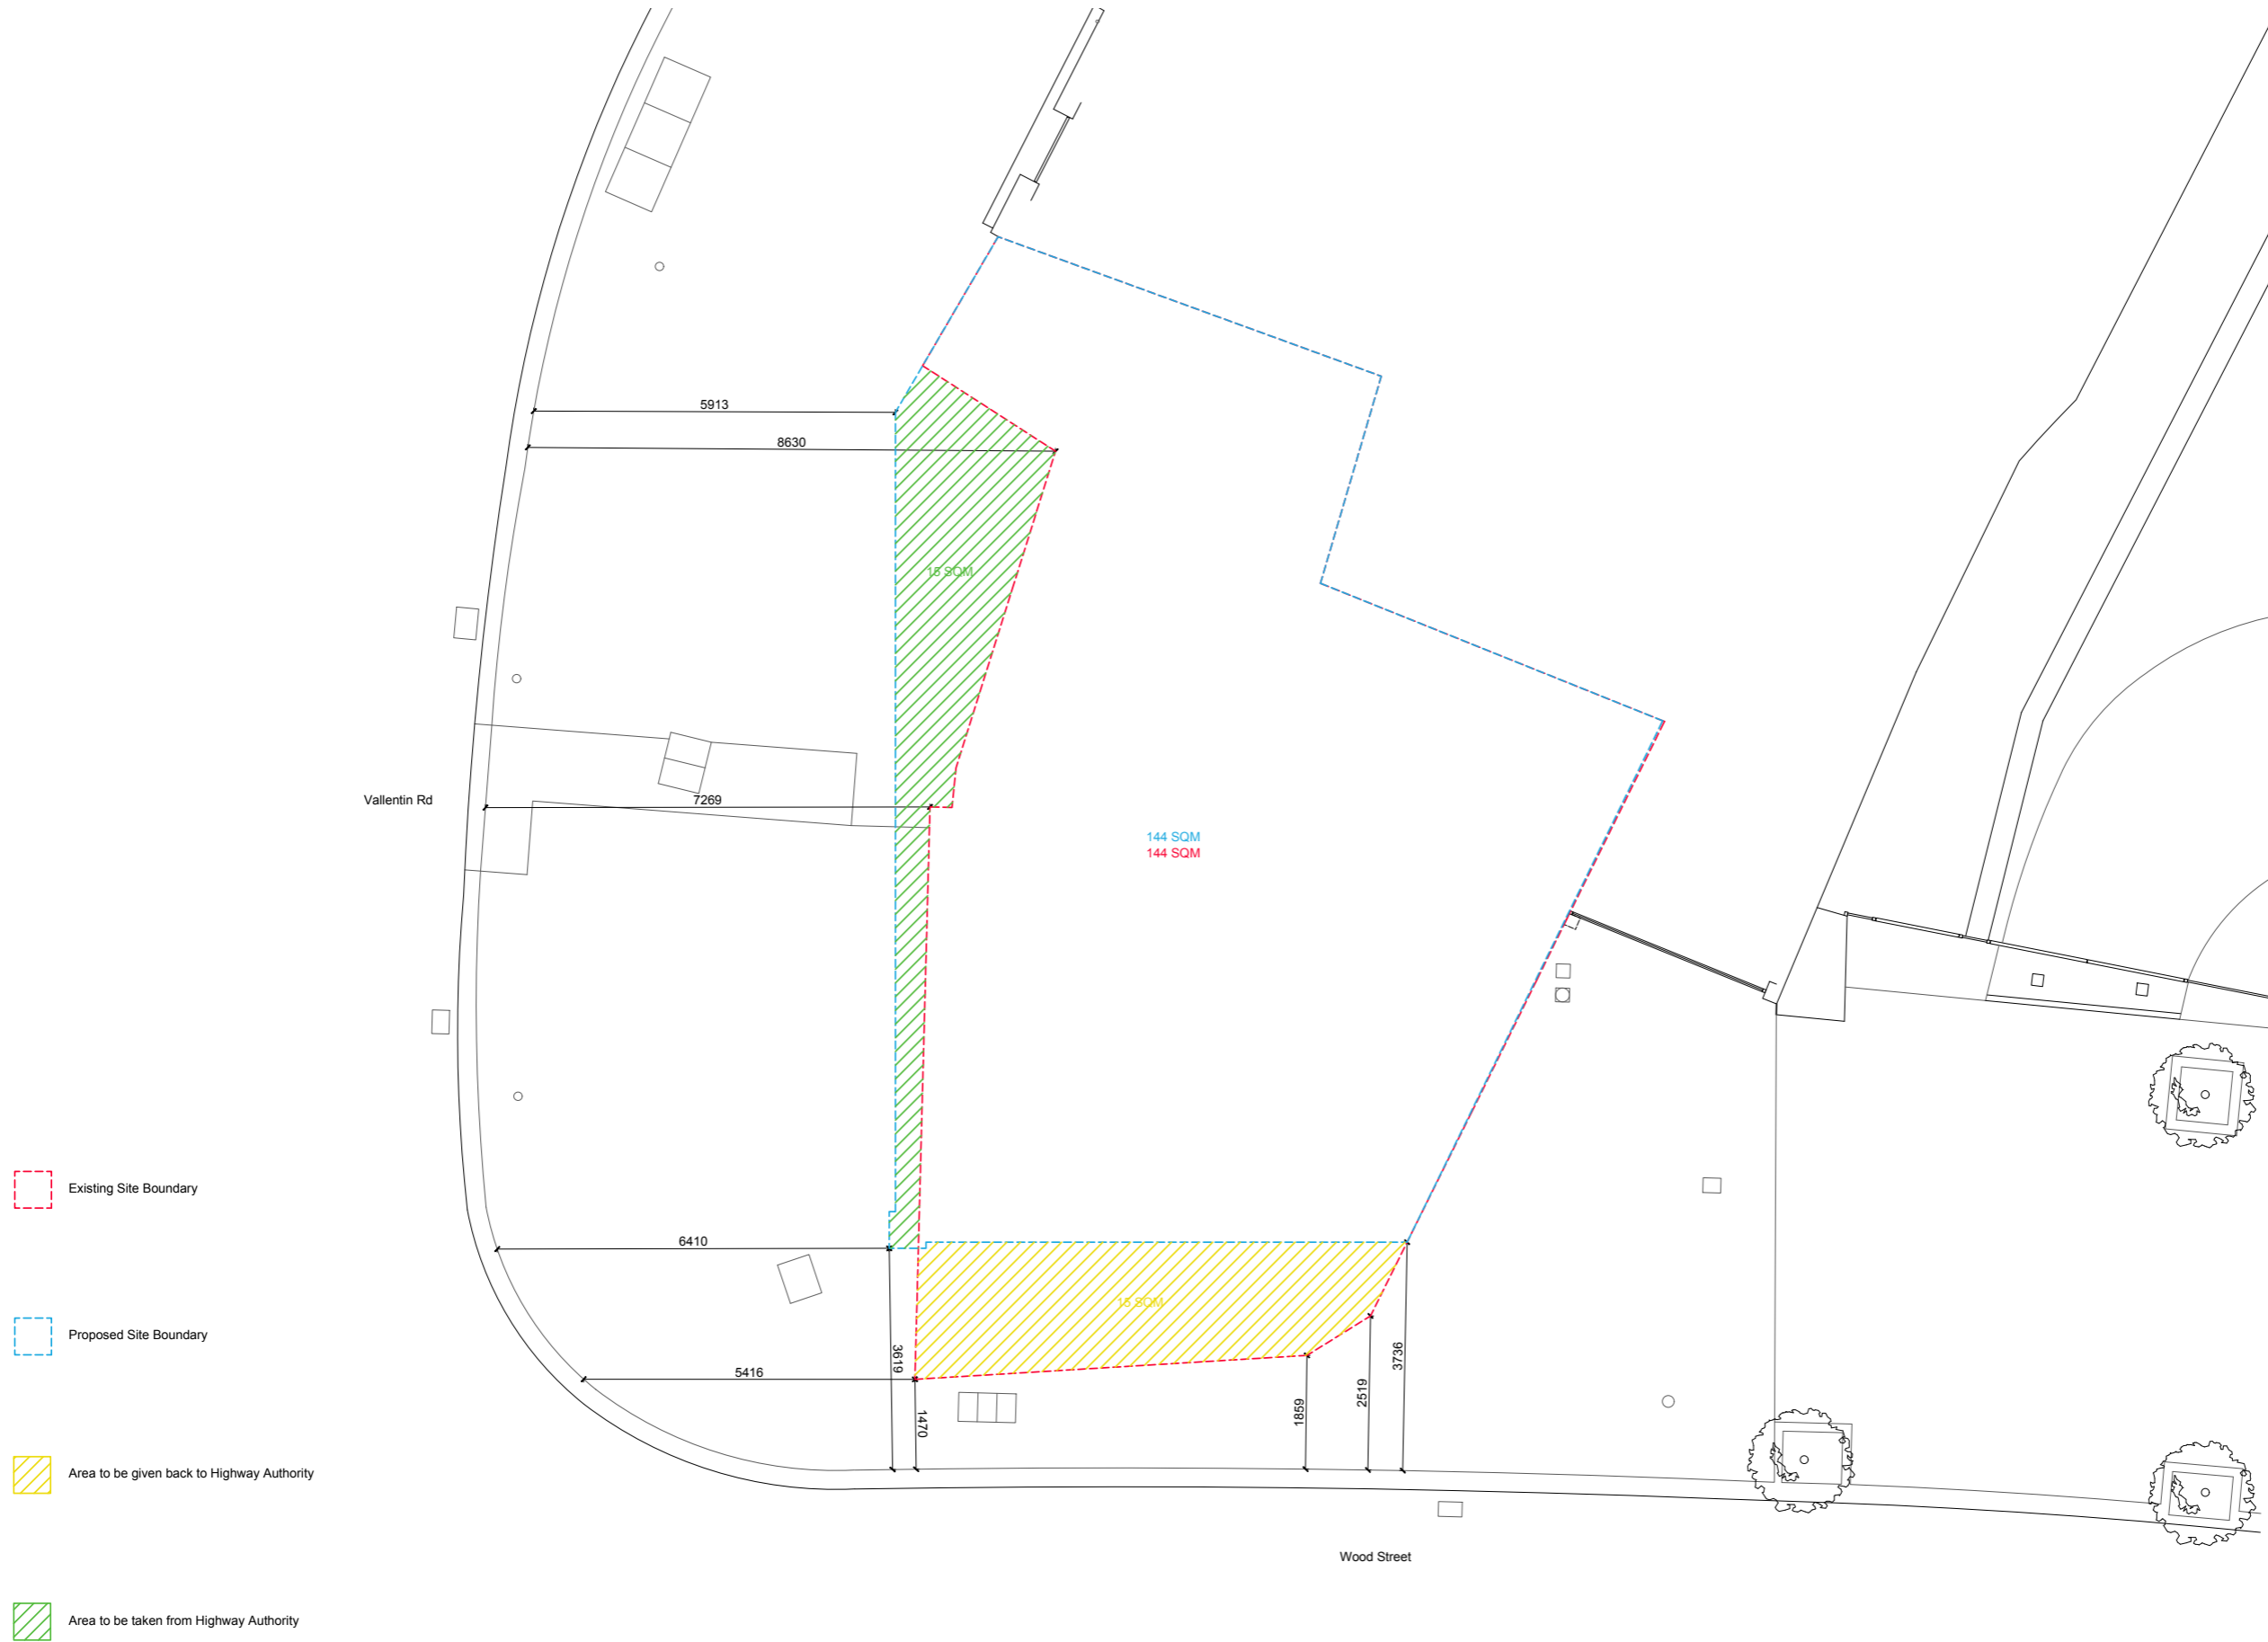 5913
8630
15 SQM
Vallentin Rd
7269
144 SQM
144 SQM
Existing Site Boundary
6410
15 SQM
Proposed Site Boundary
3619
3736
5416
2519
1470
1859
Area to be given back to Highway Authority
Wood Street
Area to be taken from Highway Authority